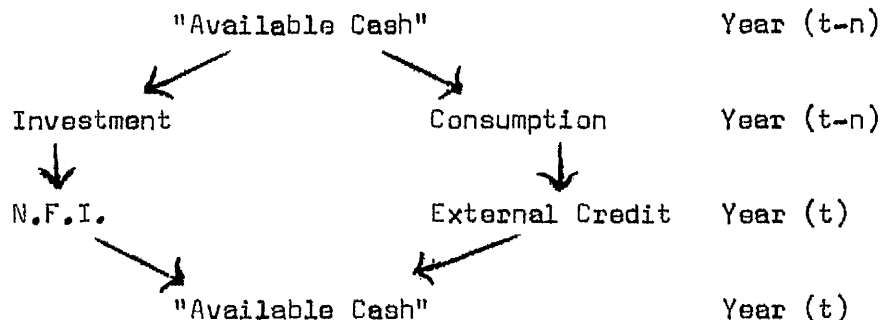 "Available Cash" Year (t-n)
Investment Consumption Year (t-n)
N.F.I. External Credit Year (t)
"Available Cash" Year (t)